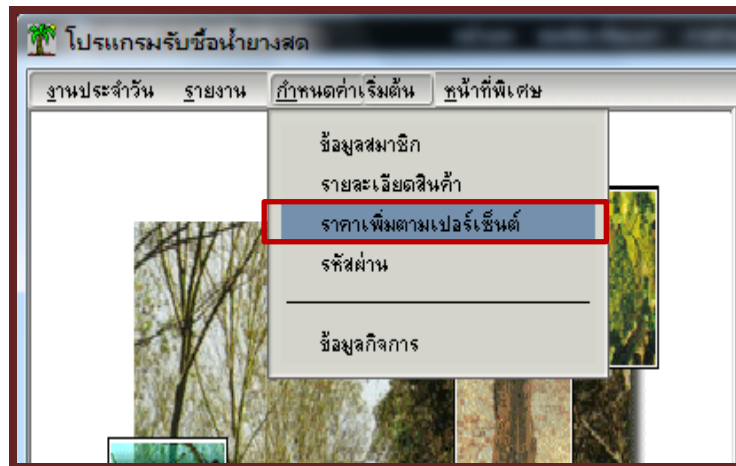 โปรแกรมรับซื้อน้ำยางสด
งานประจำวัน รายงาน กำหนดค่าเริ่มต้น หน้าที่พิเศษ
ข้อมูลสมาชิก
รายละเอียดสินค้า
ราคาเพิ่มตามเปอร์เซ็นต์
รหัสผ่าน
ข้อมูลกิจการ